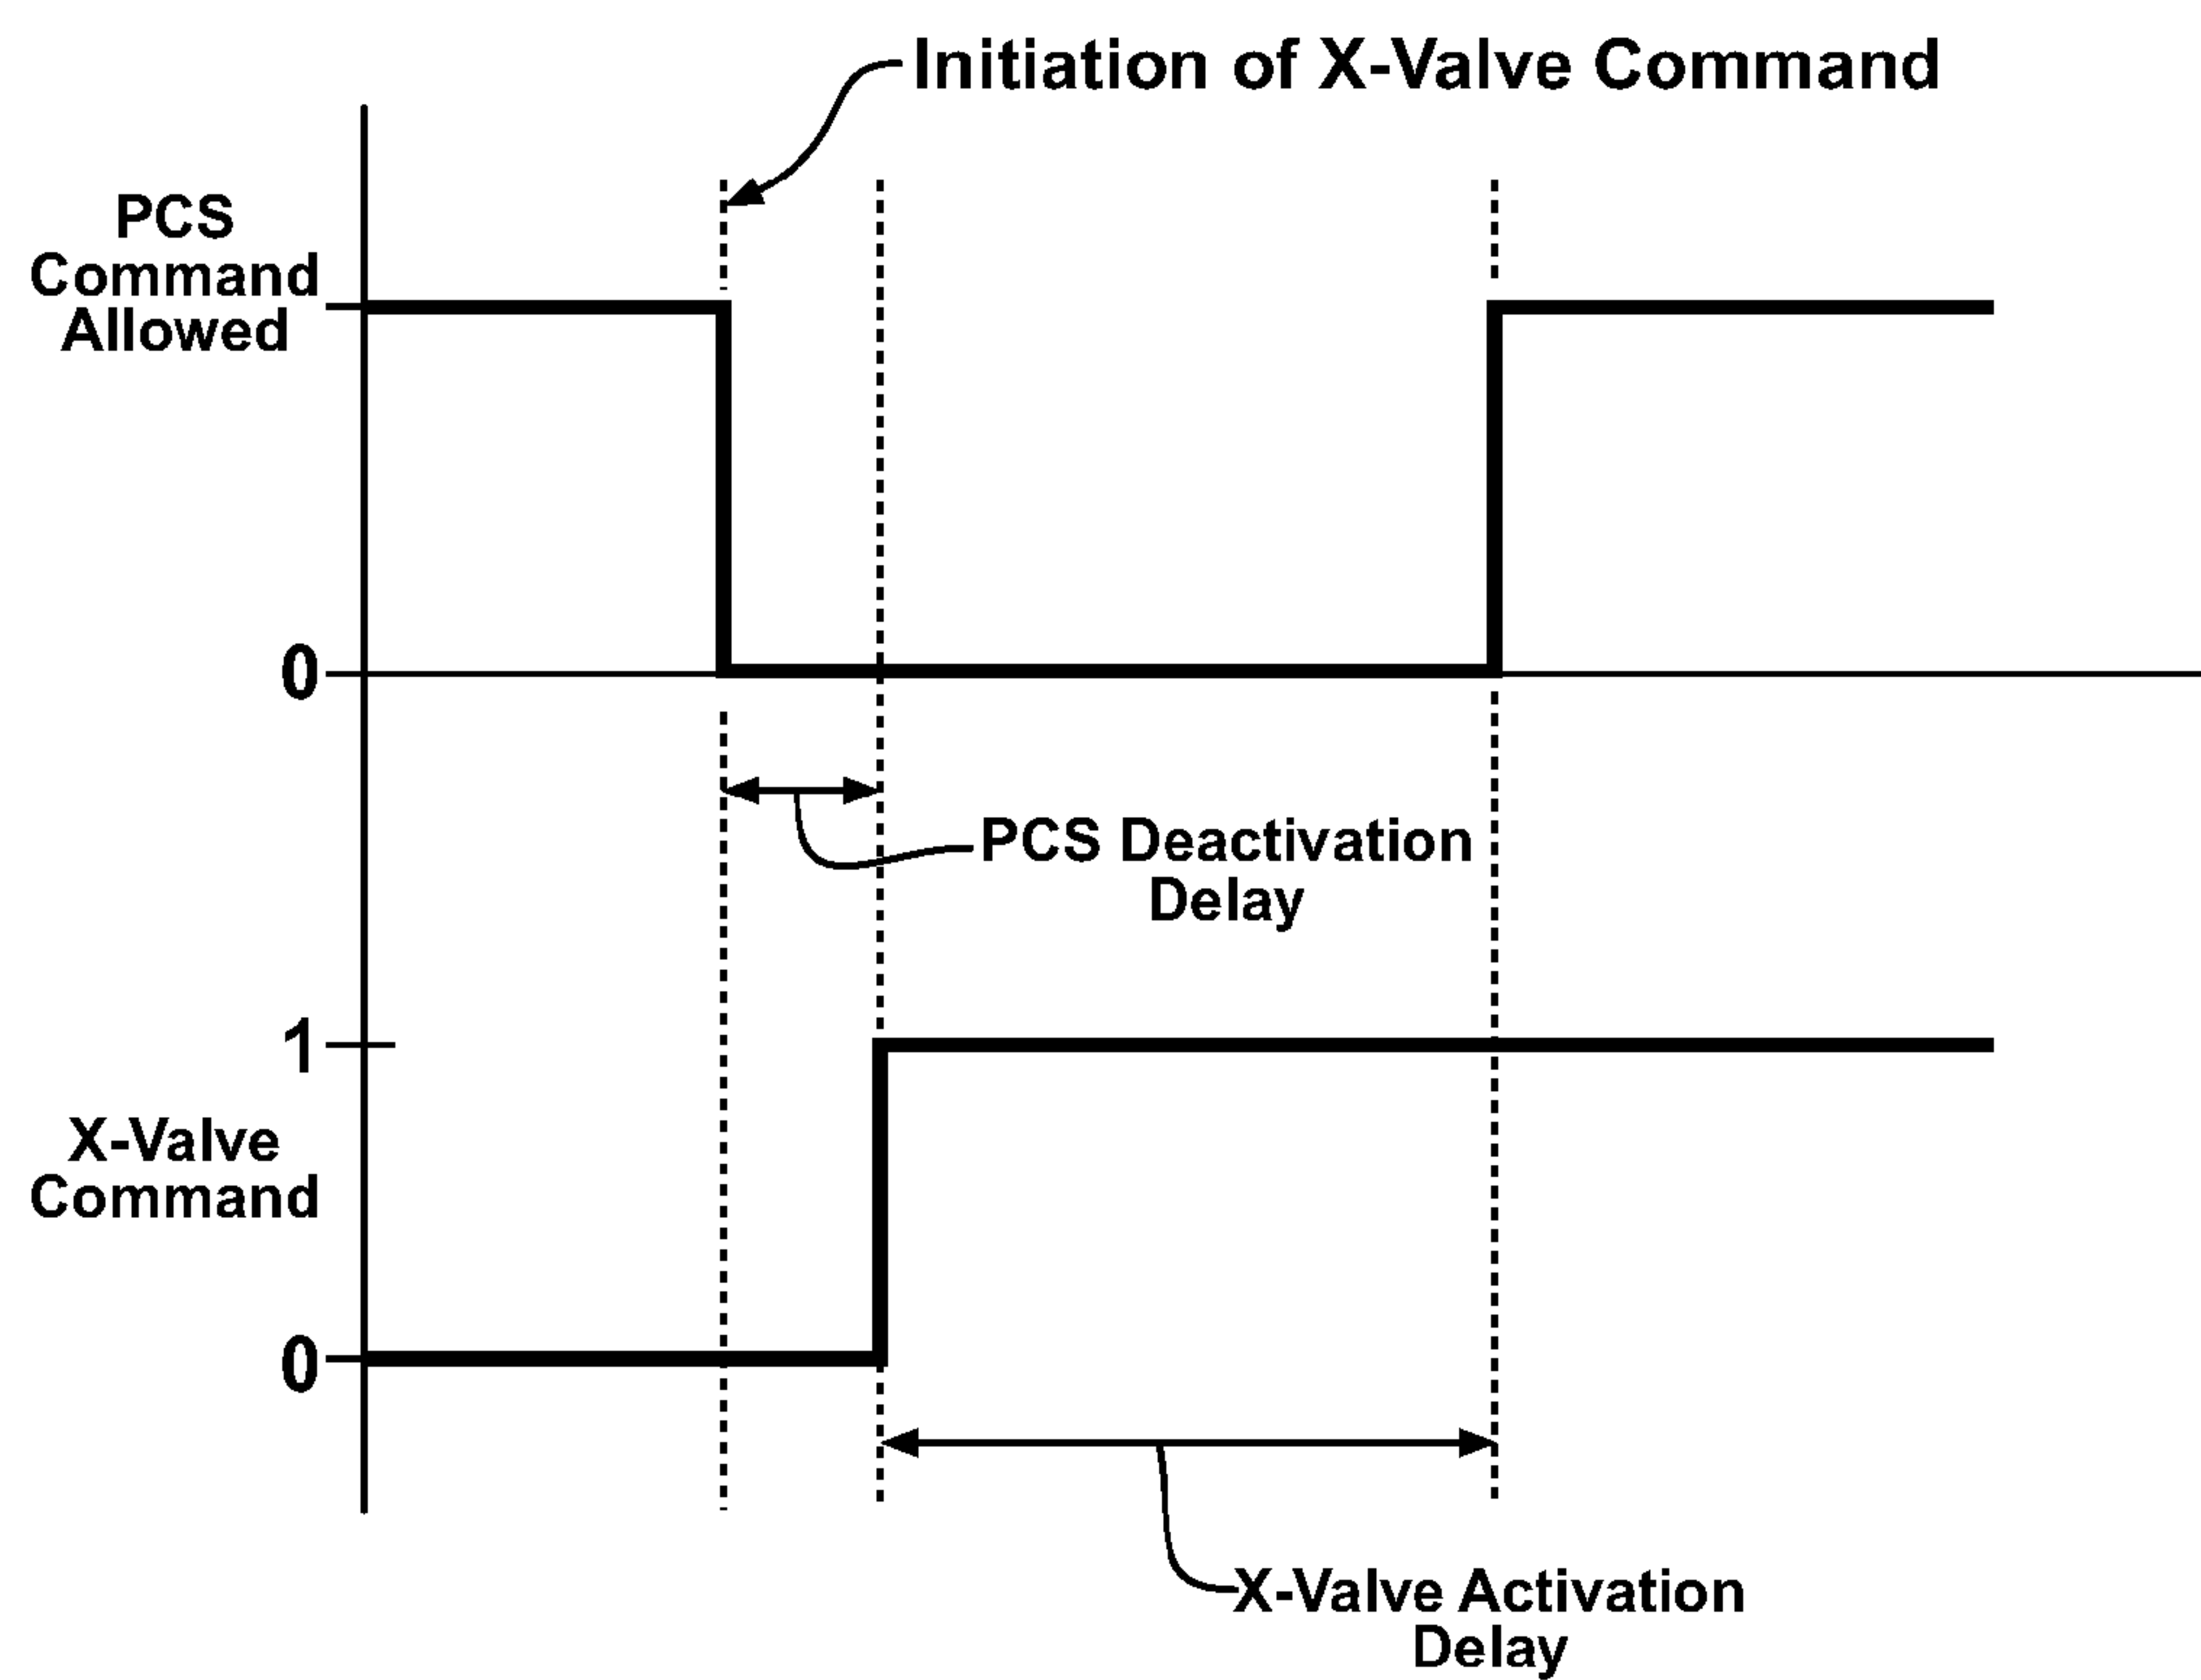 Initiation of X-Valve Command
PCS
Command
Allowed
0
PCS Deactivation
Delay
1
X-Valve
Command
0
X-Valve Activation
Delay